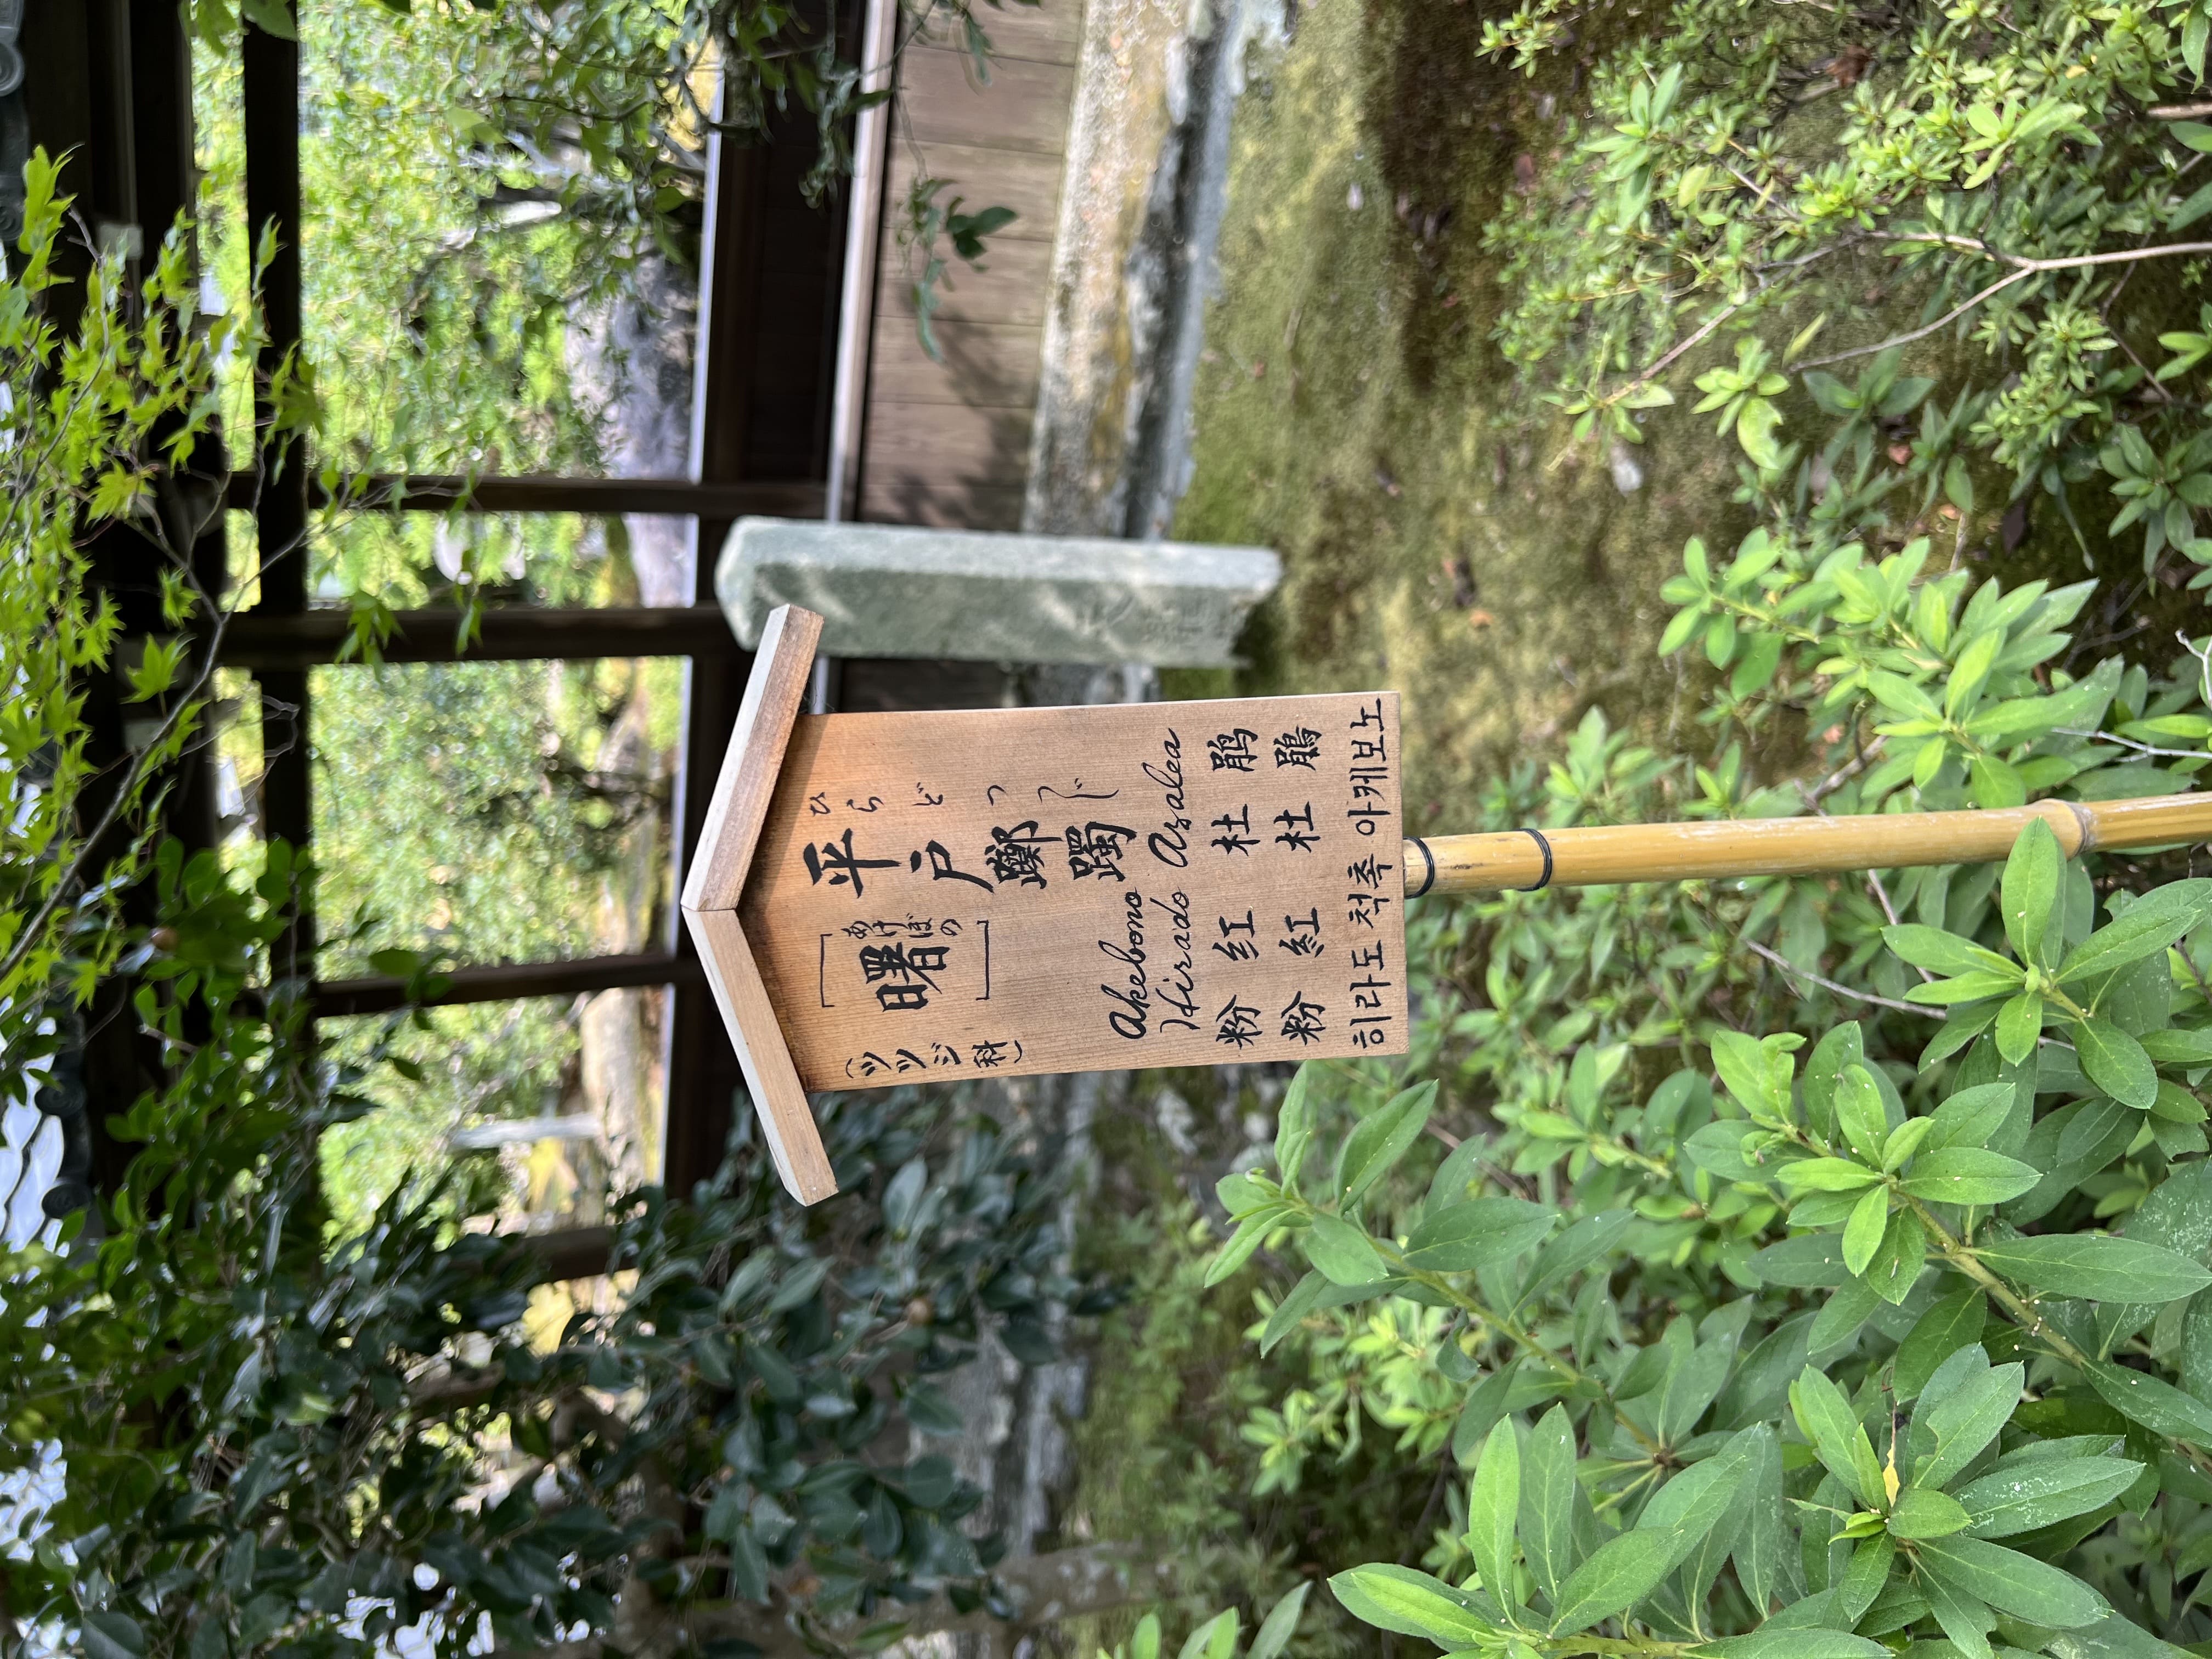 ひらどつつじ
平戸躑躅
あけぼの
「曙」
(ツツジ科)
Akebono
Hirado Azalea
粉红杜鹃
粉紅杜鵑
히라도 척촉 아케보노